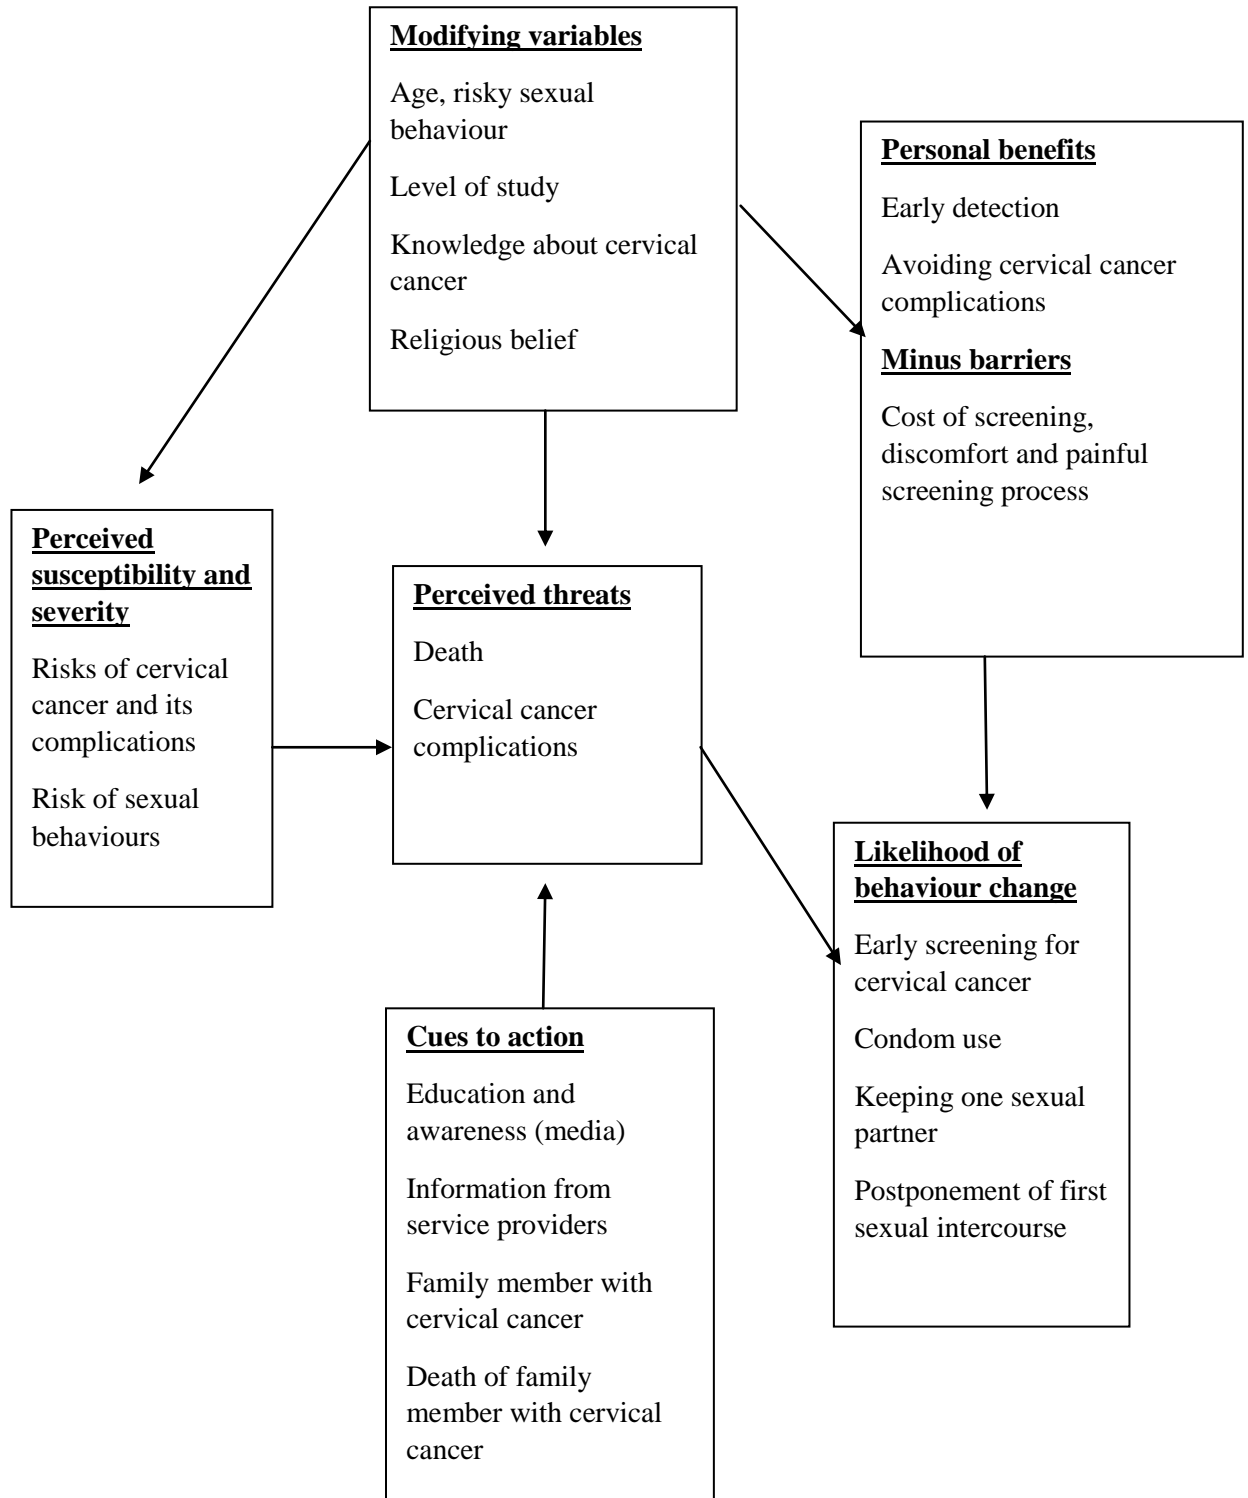 Modifying variables
Age, risky sexual
behaviour
Level of study
Knowledge about cervical
cancer
Religious belief
Personal benefits
Early detection
Avoiding cervical cancer
complications
Minus barriers
Cost of screening,
discomfort and painful
screening process
Perceived
susceptibility and
severity
Risks of cervical
cancer and its
complications
Risk of sexual
behaviours
Perceived threats
Death
Cervical cancer
complications
Likelihood of
behaviour change
Early screening for
cervical cancer
Condom use
Keeping one sexual
partner
Postponement of first
sexual intercourse
Cues to action
Education and
awareness (media)
Information from
service providers
Family member with
cervical cancer
Death of family
member with cervical
cancer